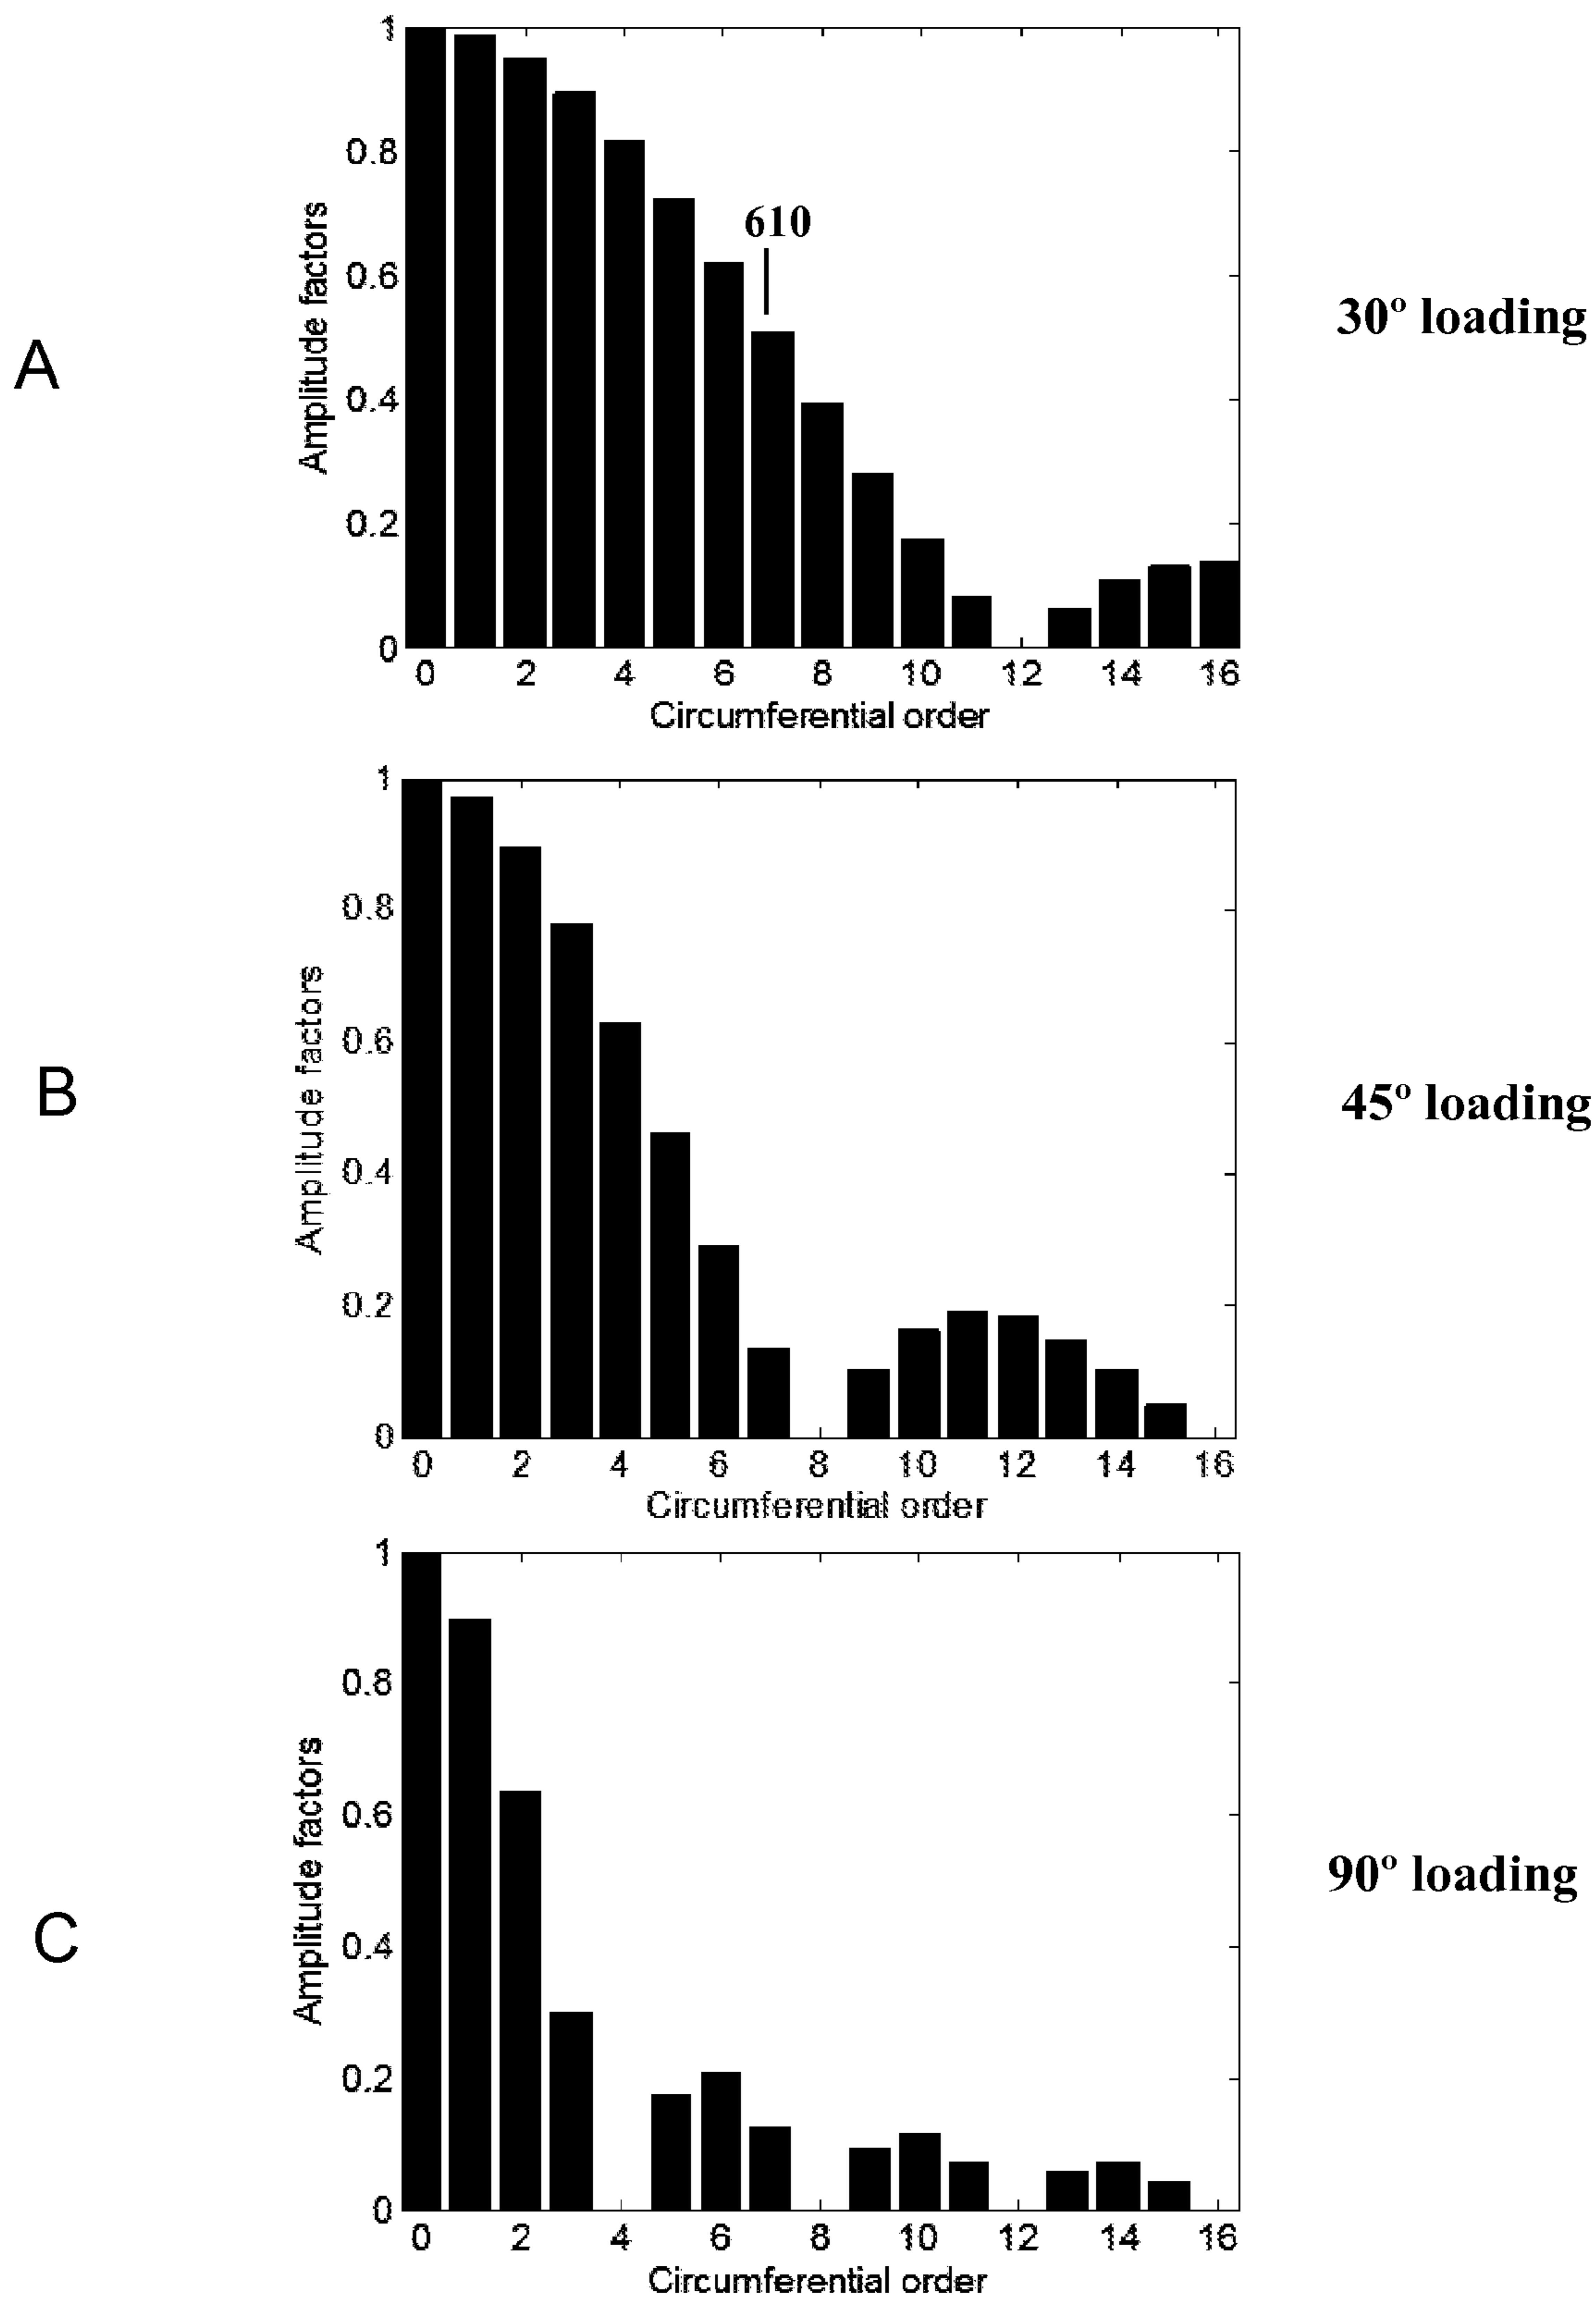 A
Amplitude factors
1
0.8
0.6
0.4
0.2
0
610
0 2 4 6 8 10 12 14 16
Circumferential order
30º loading
B
Amplitude factors
1
0.8
0.6
0.4
0.2
0
0 2 4 6 8 10 12 14 16
Circumferential order
45º loading
C
Amplitude factors
1
0.8
0.6
0.4
0.2
0
0 2 4 6 8 10 12 14 16
Circumferential order
90º loading